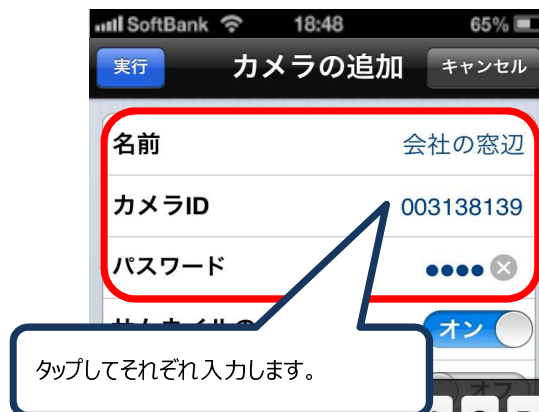 SoftBank 18:48 65%
実行 カメラの追加 キャンセル
名前 会社の窓辺
カメラID 003138139
パスワード
オン
タップしてそれぞれ入力します。
オフ